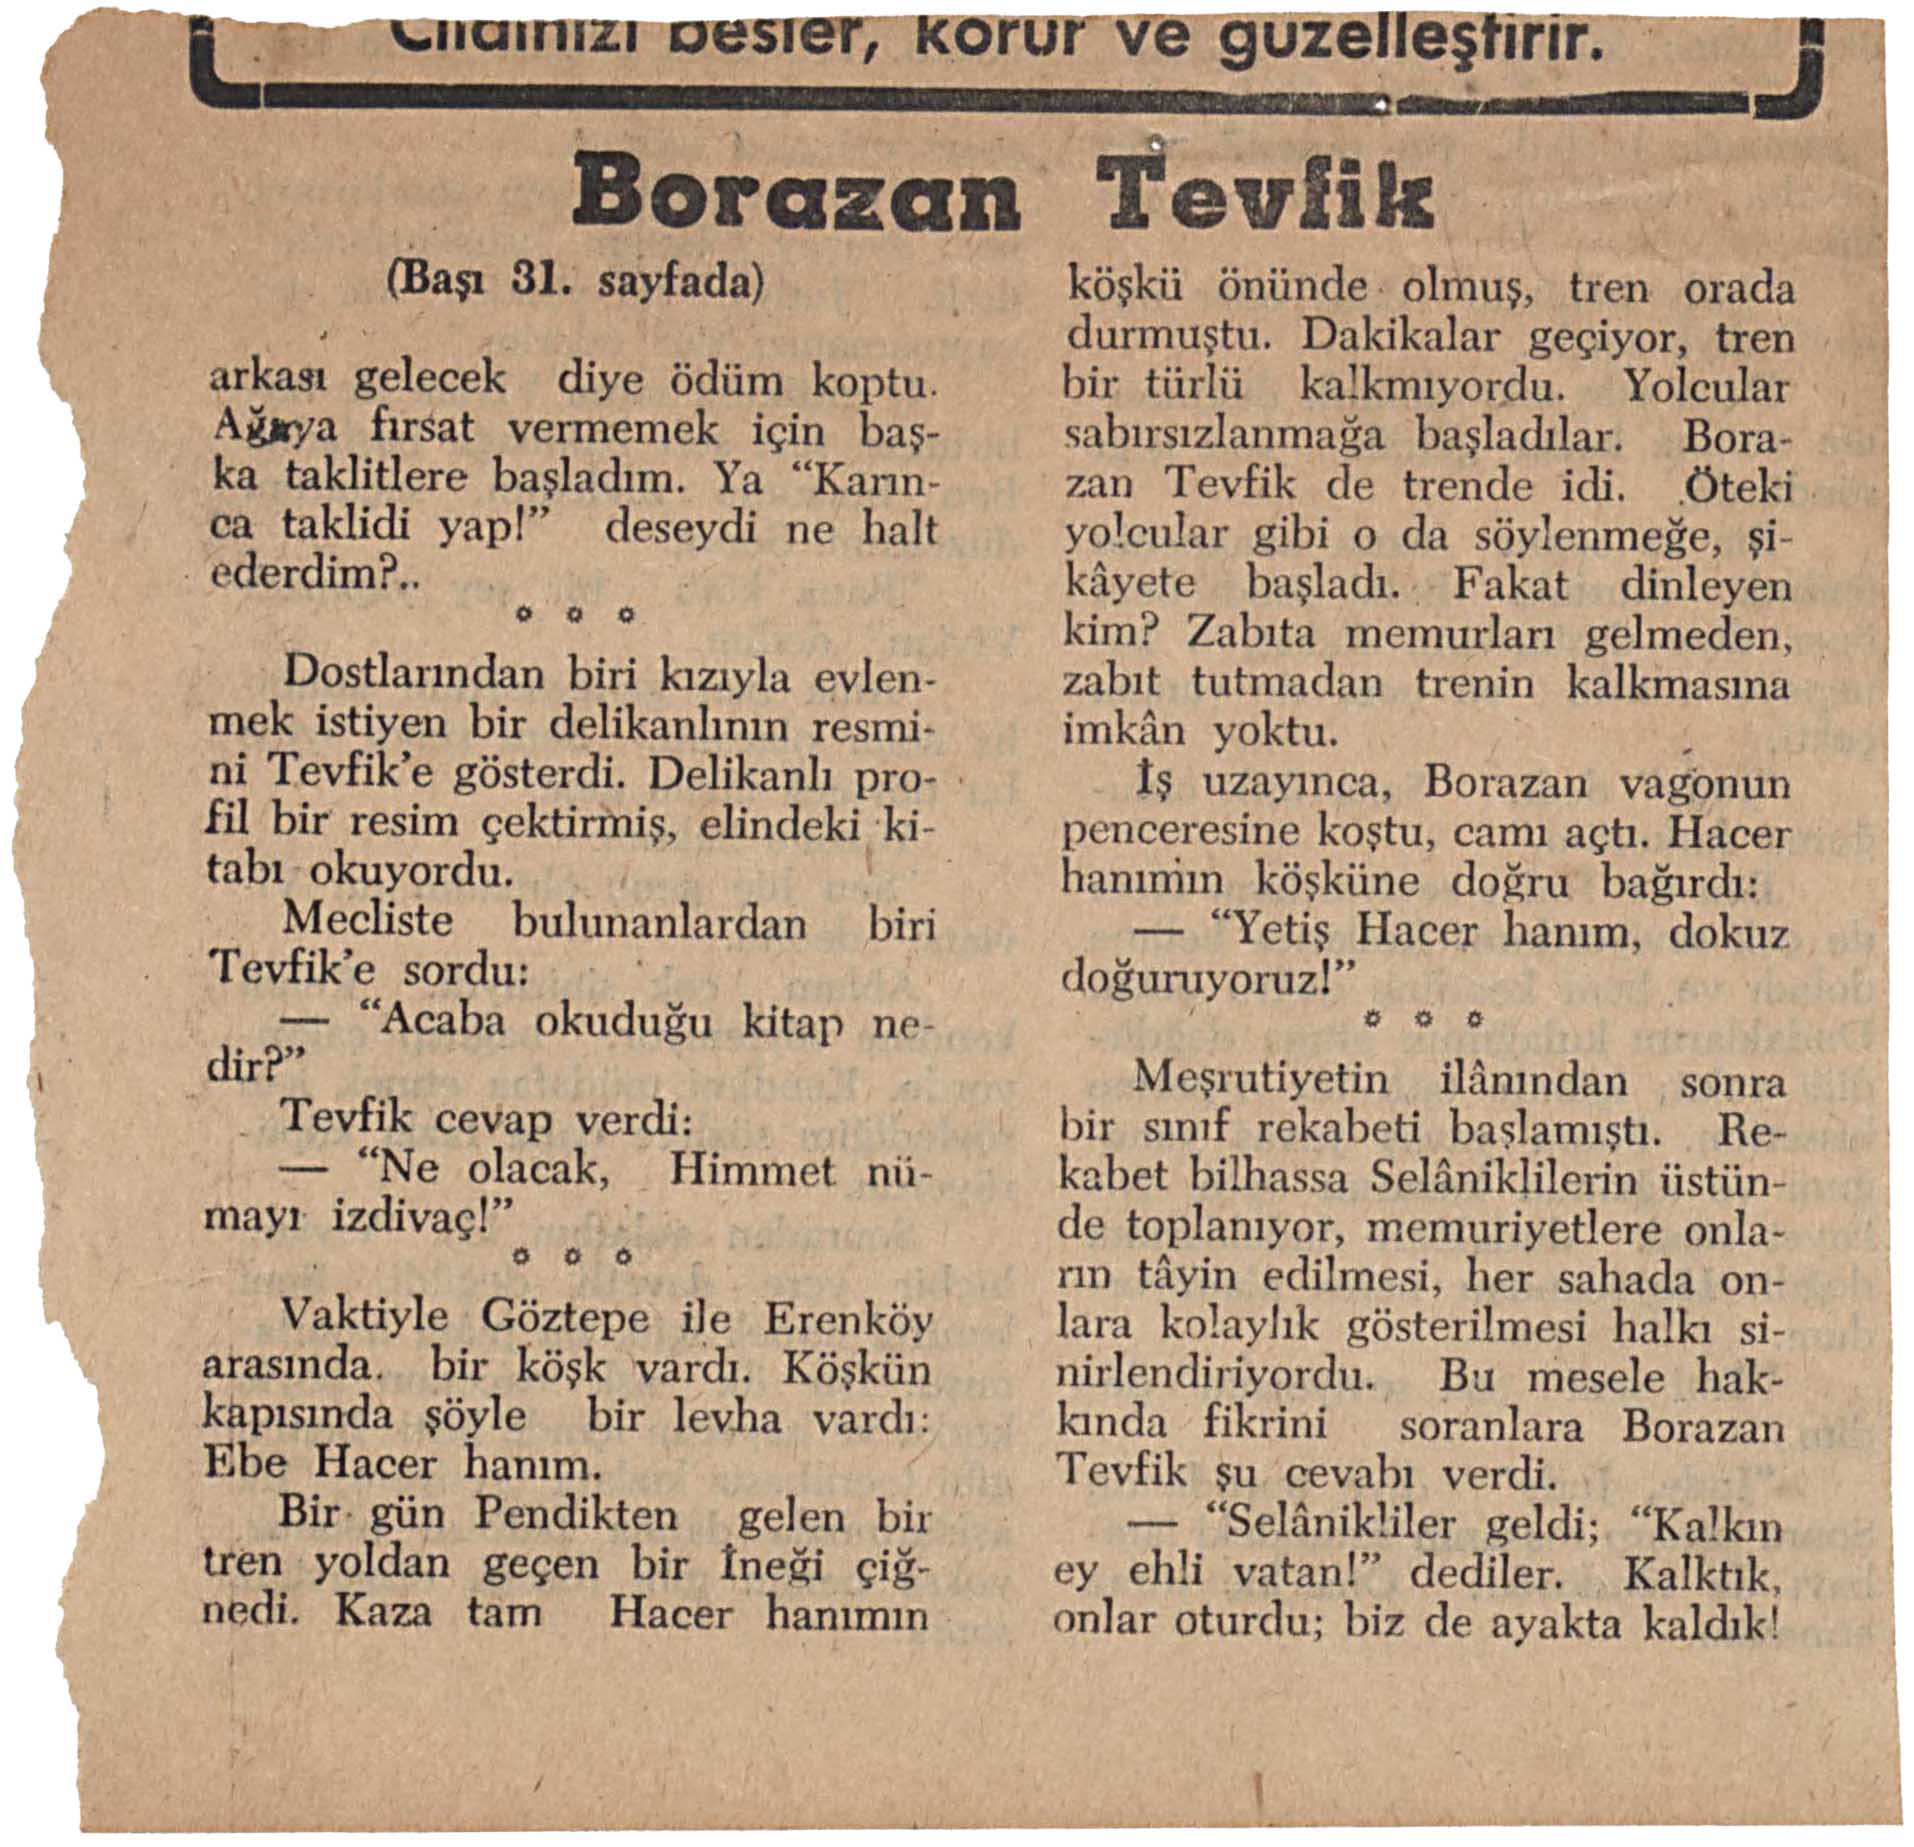 Cildinizi besler, korur ve güzelleştirir.
Borazan Tevfik
(Başı 31. sayfada)
arkası gelecek diye ödüm koptu.
Ağaya fırsat vermemek için baş-
ka taklitlere başladım. Ya “Karın-
ca taklidi yap!” deseydi ne halt
ederdim?..
o o o
Dostlarından biri kızıyla evlen-
mek istiyen bir delikanlının resmi-
ni Tevfik’e gösterdi. Delikanlı pro-
fil bir resim çektirmiş, elindeki ki-
tabı okuyordu.
Mecliste bulunanlardan biri
Tevfik’e sordu:
— “Acaba okuduğu kitap ne-
dir?”
Tevfik cevap verdi:
— “Ne olacak, Himmet nü-
mayı izdivaç!”
o o o
Vaktiyle Göztepe ile Erenköy
arasında. bir köşk vardı. Köşkün
kapısında şöyle bir levha vardı:
Ebe Hacer hanım.
Bir gün Pendikten gelen bir
tren yoldan geçen bir İneği çiğ-
nedi. Kaza tam Hacer hanımın
köşkü önünde olmuş, tren orada
durmuştu. Dakikalar geçiyor, tren
bir türlü kalkmıyordu. Yolcular
sabırsızlanmağa başladılar. Bora-
zan Tevfik de trende idi. Öteki
yolcular gibi o da söylenmeğe, şi-
kâyete başladı. Fakat dinleyen
kim? Zabıta memurları gelmeden,
zabıt tutmadan trenin kalkmasına
imkân yoktu.
İş uzayınca, Borazan vagonun
penceresine koştu, camı açtı. Hacer
hanımın köşküne doğru bağırdı:
— “Yetiş Hacer hanım, dokuz
doğuruyoruz!”
o o o
Meşrutiyetin ilânından sonra
bir sınıf rekabeti başlamıştı. Re-
kabet bilhassa Selâniklilerin üstün-
de toplanıyor, memuriyetlere onla-
rın tâyin edilmesi, her sahada on-
lara kolaylık gösterilmesi halkı si-
nirlendiriyordu. Bu mesele hak-
kında fikrini soranlara Borazan
Tevfik şu cevabı verdi.
— “Selânikliler geldi; “Kalkın
ey ehli vatan!” dediler. Kalktık,
onlar oturdu; biz de ayakta kaldık!